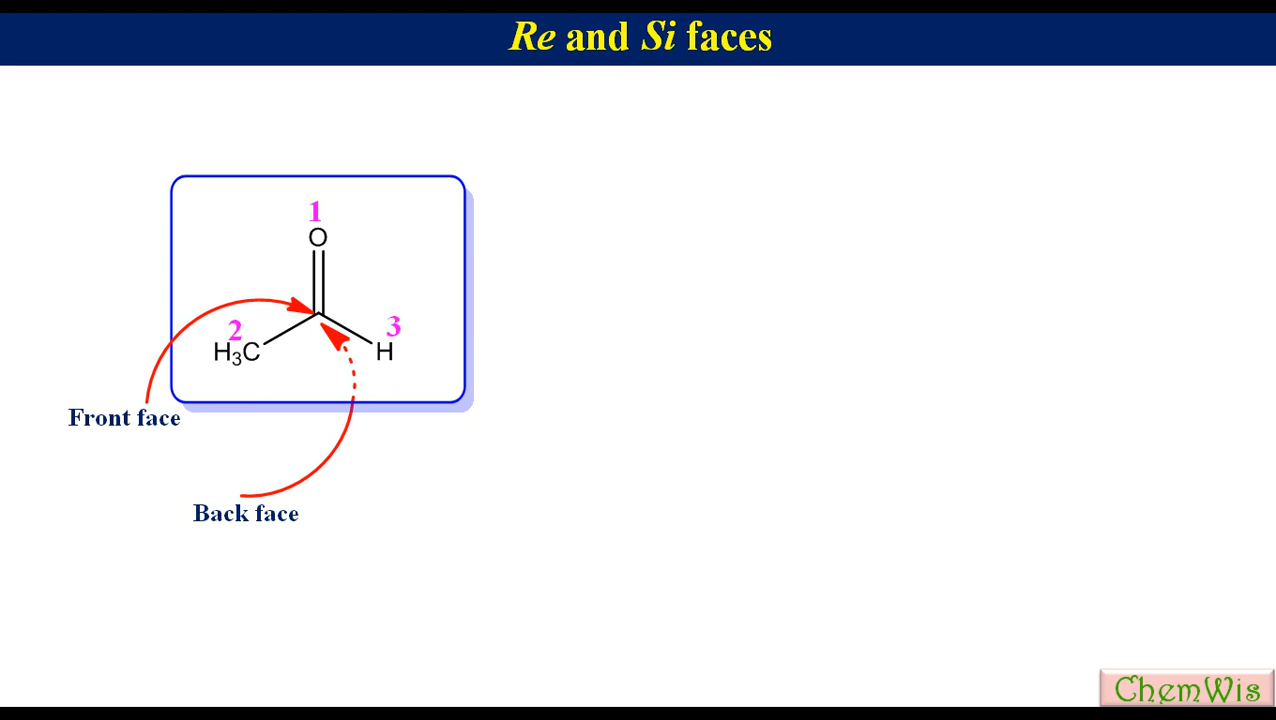 Re and Si faces
1
O
2
3
H₃C
H
Front face
Back face
ChemWis